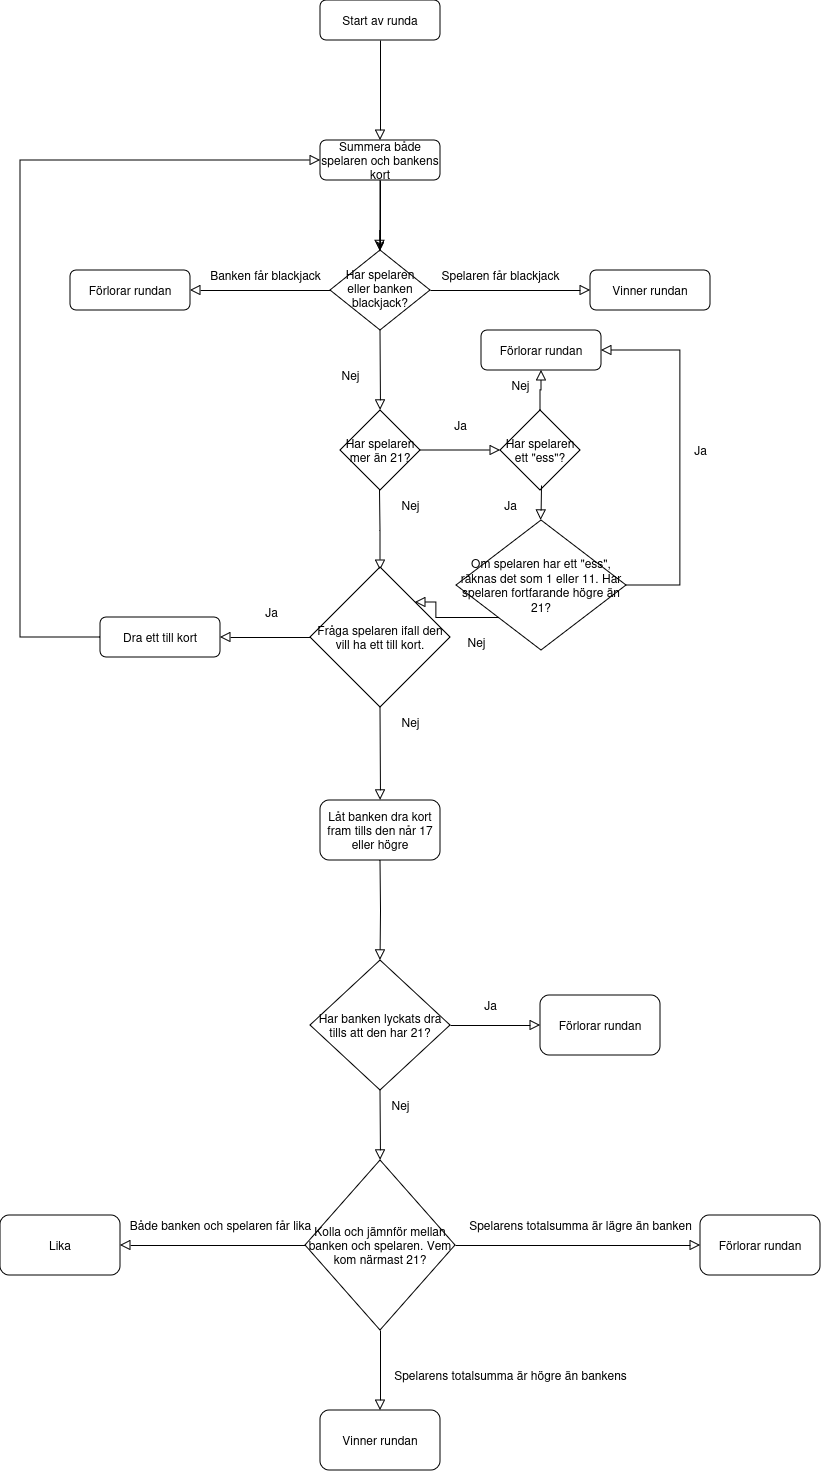 Start av runda
Summera både
spelaren och bankens
kort
Banken får blackjack
Spelaren får blackjack
Har spelaren
eller banken
blackjack?
Förlorar rundan
Vinner rundan
Förlorar rundan
Nej
Nej
Ja
Har spelaren
mer än 21?
Har spelaren
ett "ess"?
Ja
Nej
Ja
Om spelaren har ett "ess",
räknas det som 1 eller 11. Har
spelaren fortfarande högre än
21?
Ja
Dra ett till kort
Fråga spelaren ifall den
vill ha ett till kort.
Nej
Nej
Låt banken dra kort
fram tills den når 17
eller högre
Ja
Har banken lyckats dra
tills att den har 21?
Förlorar rundan
Nej
Både banken och spelaren får lika
Spelarens totalsumma är lägre än banken
Lika
Kolla och jämnför mellan
banken och spelaren. Vem
kom närmast 21?
Förlorar rundan
Spelarens totalsumma är högre än bankens
Vinner rundan